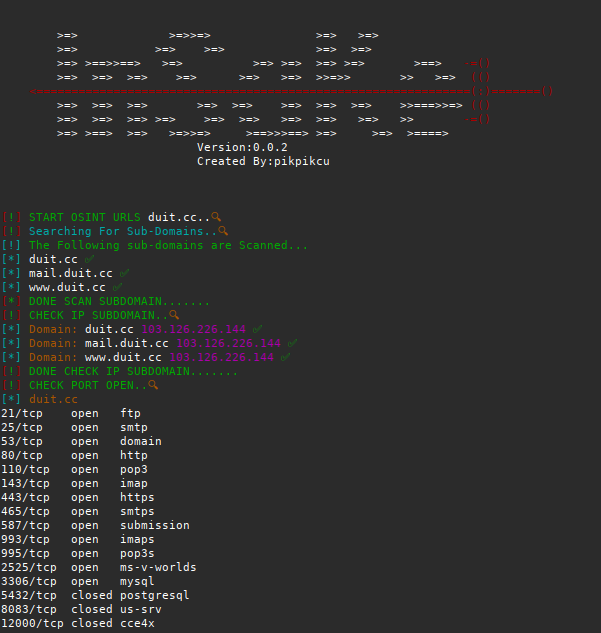 Version:0.0.2
Created By:pikpikcu
[!] START OSINT URLS duit.cc..
[!] Searching For Sub-Domains..
[!] The Following sub-domains are Scanned...
[*] duit.cc
[*] mail.duit.cc
[*] www.duit.cc
[*] DONE SCAN SUBDOMAIN.......
[!] CHECK IP SUBDOMAIN..
[*] Domain: duit.cc 103.126.226.144
[*] Domain: mail.duit.cc 103.126.226.144
[*] Domain: www.duit.cc 103.126.226.144
[!] DONE CHECK IP SUBDOMAIN.......
[!] CHECK PORT OPEN..
[*] duit.cc
21/tcp open ftp
25/tcp open smtp
53/tcp open domain
80/tcp open http
110/tcp open pop3
143/tcp open imap
443/tcp open https
465/tcp open smtps
587/tcp open submission
993/tcp open imaps
995/tcp open pop3s
2525/tcp open ms-v-worlds
3306/tcp open mysql
5432/tcp closed postgresql
8083/tcp closed us-srv
12000/tcp closed cce4x